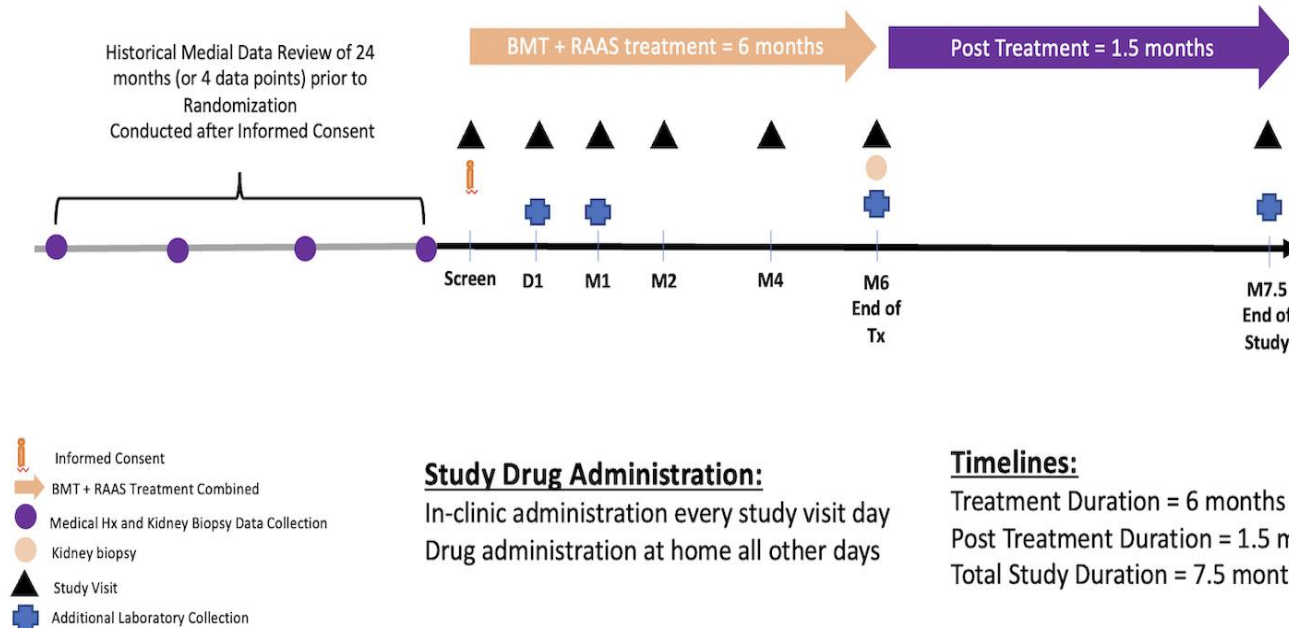 Historical Medial Data Review of 24
months (or 4 data points) prior to
Randomization
Conducted after Informed Consent
BMT + RAAS treatment = 6 months
Post Treatment = 1.5 months
Screen
D1
M1
M2
M4
M6
End of
Tx
M7.5
End of
Study
Informed Consent
BMT + RAAS Treatment Combined
Medical Hx and Kidney Biopsy Data Collection
Kidney biopsy
Study Visit
Additional Laboratory Collection
Study Drug Administration:
In-clinic administration every study visit day
Drug administration at home all other days
Timelines:
Treatment Duration = 6 months
Post Treatment Duration = 1.5 m
Total Study Duration = 7.5 mont